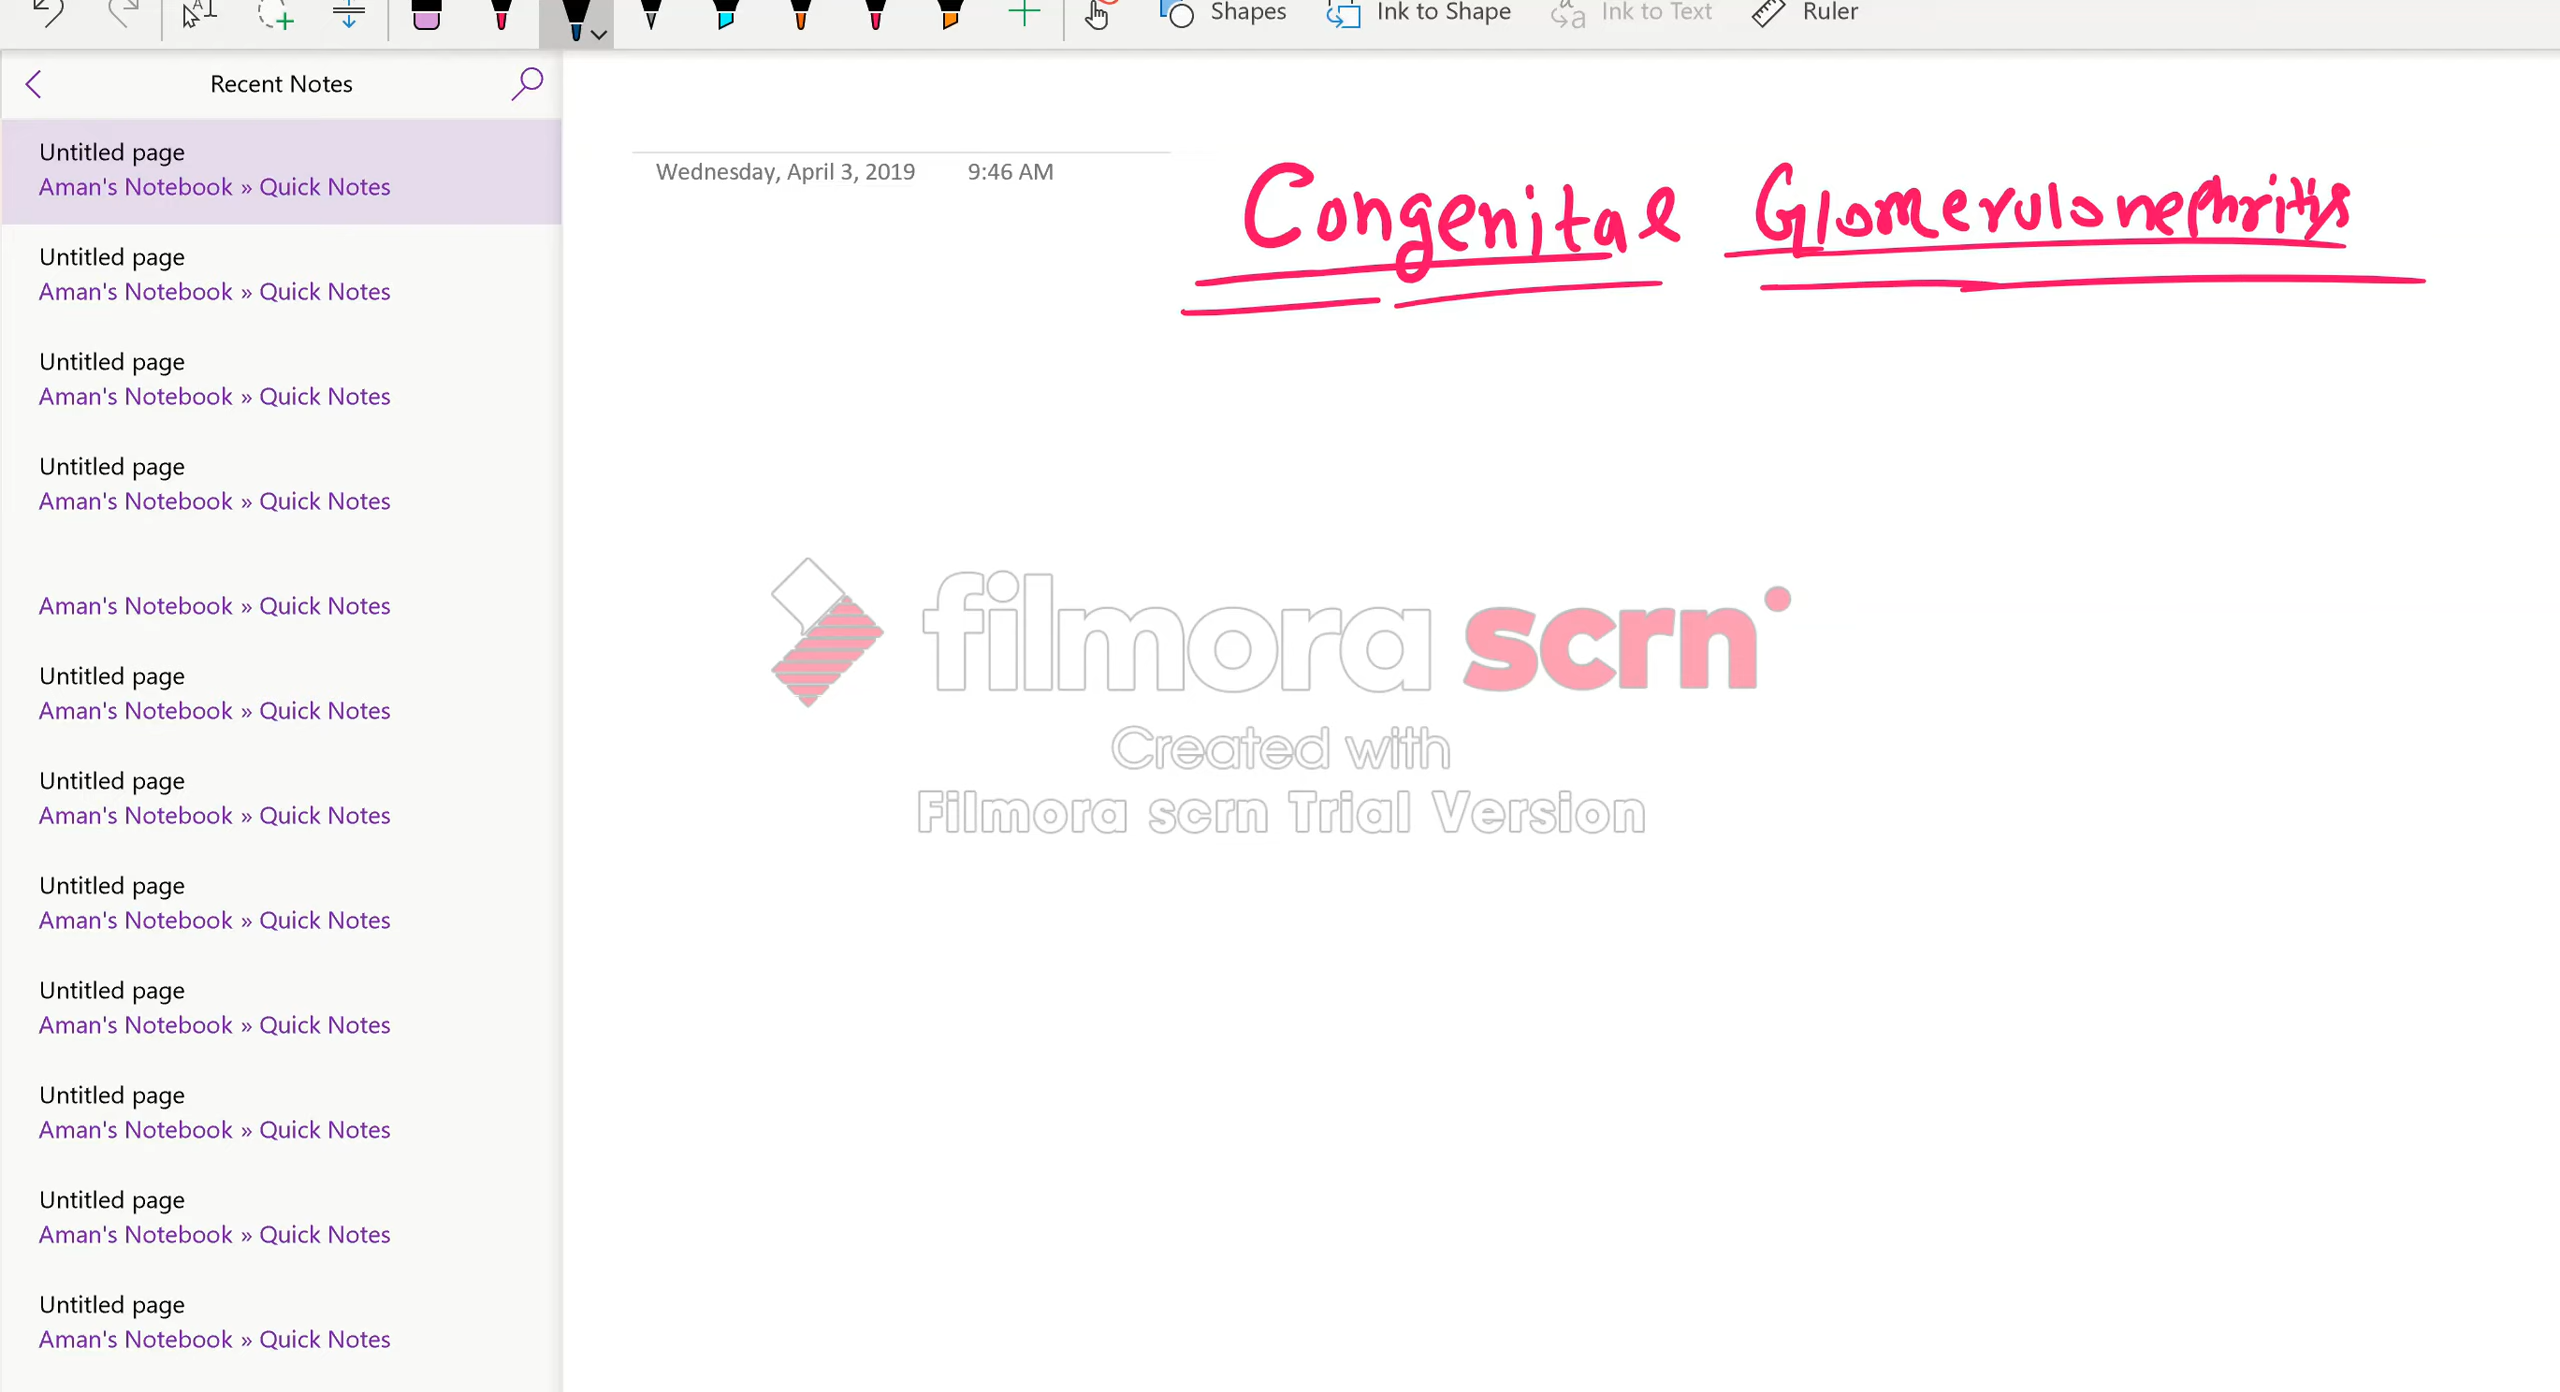 Shapes Ink to Shape Ink to Text Ruler
Recent Notes
Untitled page
Aman's Notebook » Quick Notes
Untitled page
Aman's Notebook » Quick Notes
Untitled page
Aman's Notebook » Quick Notes
Untitled page
Aman's Notebook » Quick Notes
Aman's Notebook » Quick Notes
Untitled page
Aman's Notebook » Quick Notes
Untitled page
Aman's Notebook » Quick Notes
Untitled page
Aman's Notebook » Quick Notes
Untitled page
Aman's Notebook » Quick Notes
Untitled page
Aman's Notebook » Quick Notes
Untitled page
Aman's Notebook » Quick Notes
Untitled page
Aman's Notebook » Quick Notes
Wednesday, April 3, 2019 9:46 AM
Congenital Glomerulonephritis
filmora scrn
Created with
Filmora scrn Trial Version